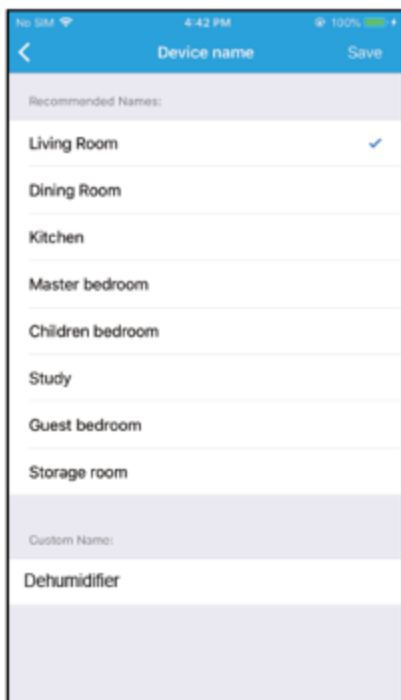 No SIM 4:42 PM 100%
Device name Save
Recommended Names:
Living Room
Dining Room
Kitchen
Master bedroom
Children bedroom
Study
Guest bedroom
Storage room
Custom Name:
Dehumidifier